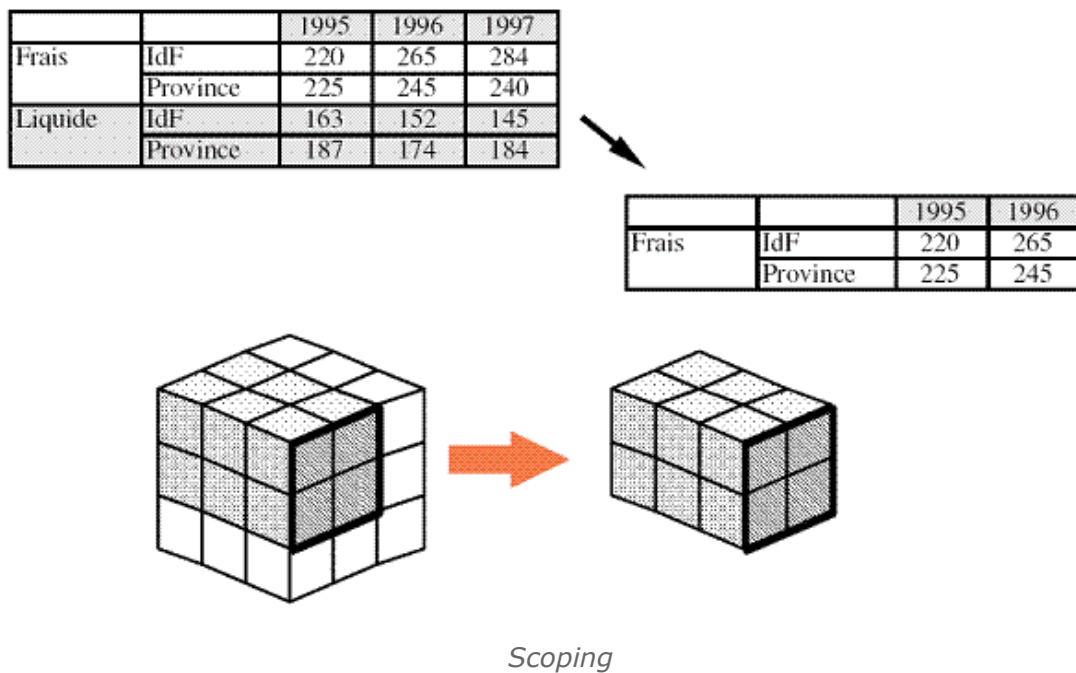 1995 1996 1997
Frais IdF 220 265 284
Province 225 245 240
Liquide IdF 163 152 145
Province 187 174 184
1995 1996
Frais IdF 220 265
Province 225 245
Scoping